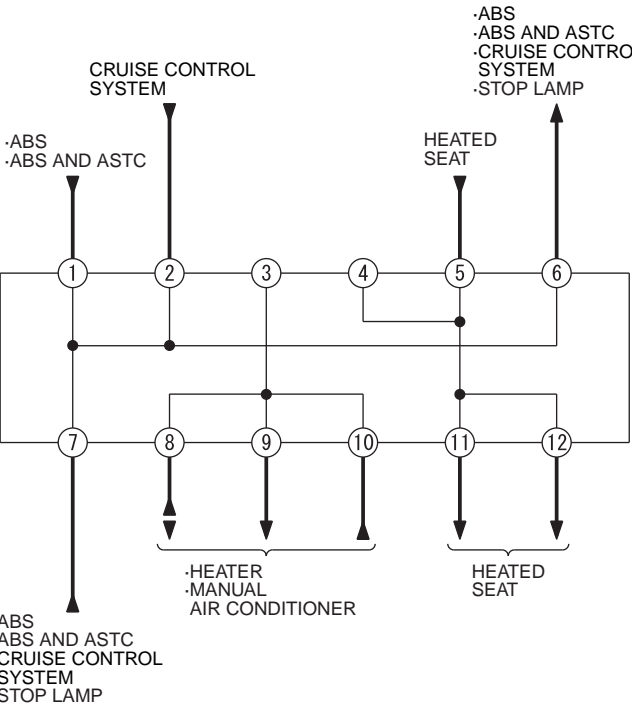 ·ABS
·ABS AND ASTC
·CRUISE CONTRO
SYSTEM
·STOP LAMP
CRUISE CONTROL
SYSTEM
·ABS
·ABS AND ASTC
HEATED
SEAT
1 2 3 4 5 6
7 8 9 10 11 12
·HEATER
·MANUAL
AIR CONDITIONER
HEATED
SEAT
ABS
ABS AND ASTC
CRUISE CONTROL
SYSTEM
STOP LAMP